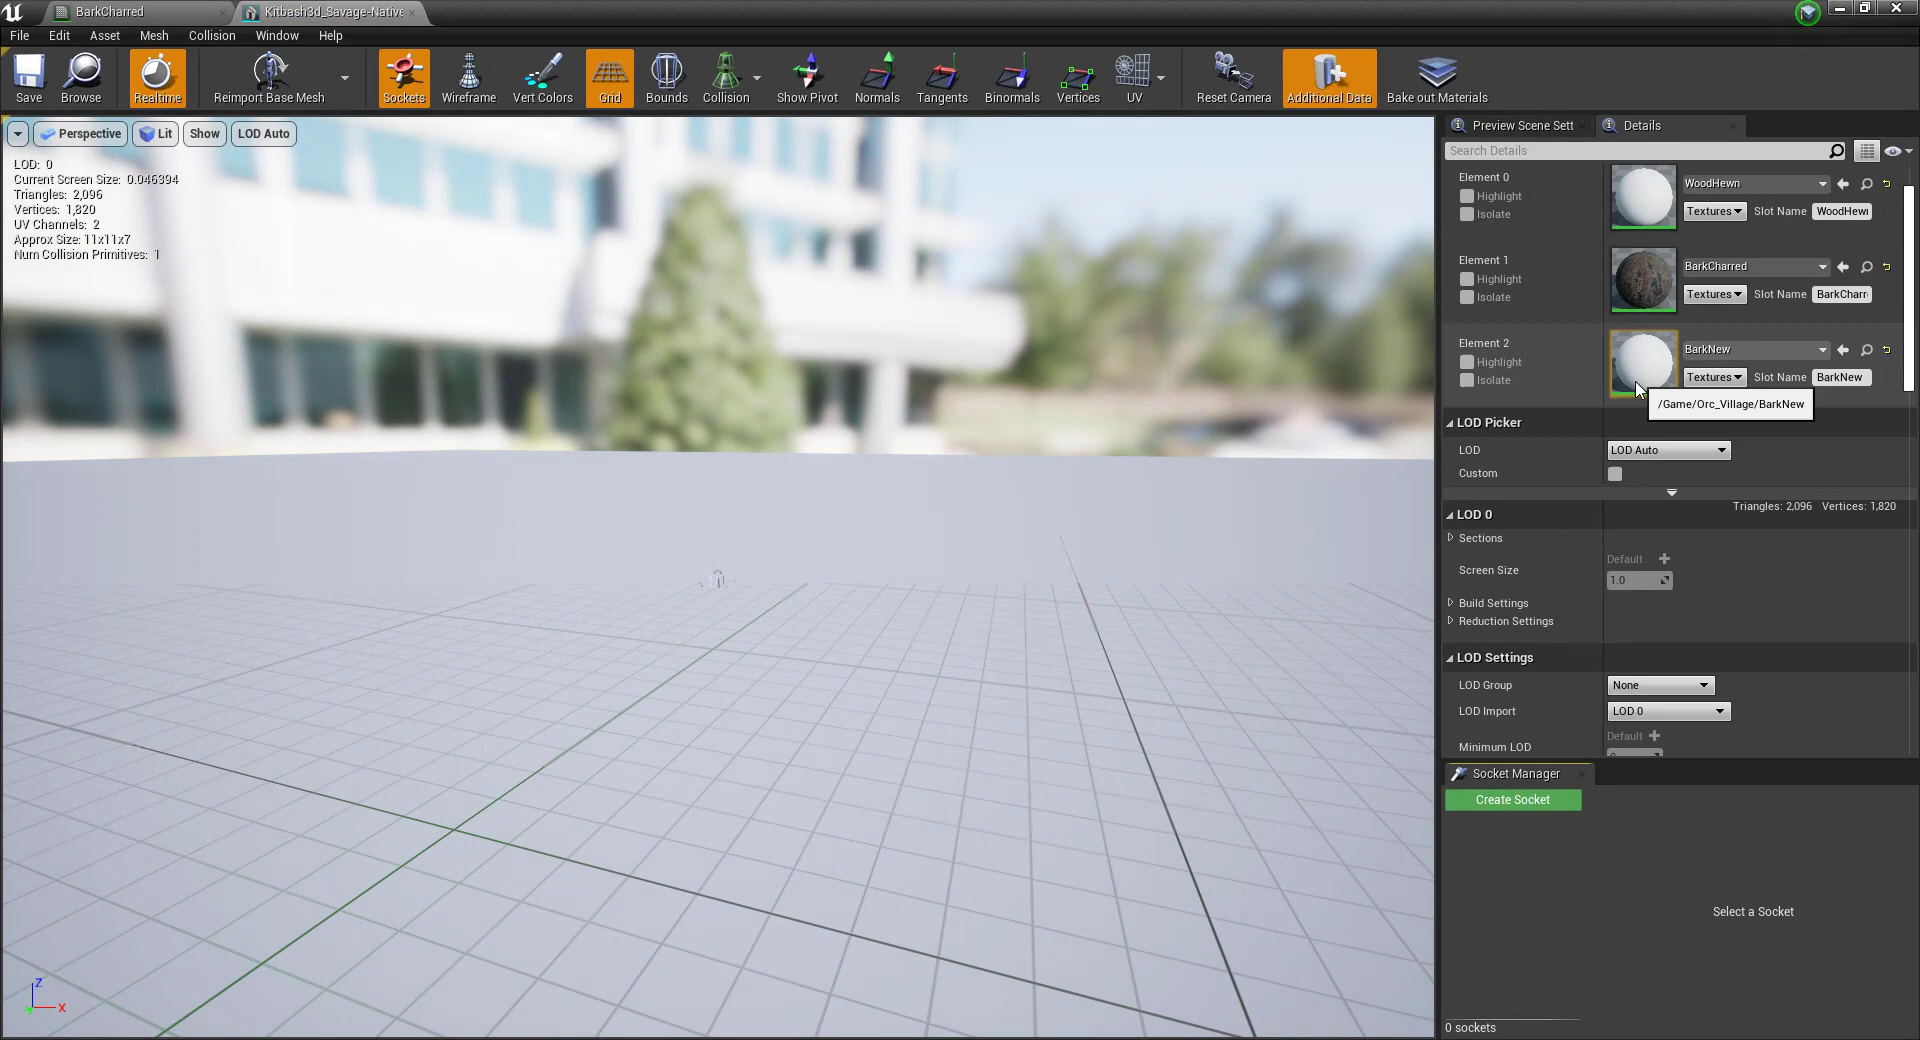 BarkCharred
Kitbash3d_Savage-Native
File Edit Asset Mesh Collision Window Help
Save Browse Realtime Reimport Base Mesh Sockets Wireframe Vert Colors Grid Bounds Collision Show Pivot Normals Tangents Binormals Vertices UV Reset Camera Additional Data Bake out Materials
Perspective Lit Show LOD Auto
LOD: 0
Current Screen Size: 0.046394
Triangles: 2,096
Vertices: 1,820
UV Channels: 2
Approx Size: 11x11x7
Num Collision Primitives: 1
Z
X
Preview Scene Sett Details
Search Details
Element 0
Highlight
Isolate
WoodHewn
Textures Slot Name WoodHewn
Element 1
Highlight
Isolate
BarkCharred
Textures Slot Name BarkCharr
Element 2
Highlight
Isolate
BarkNew
Textures Slot Name BarkNew
/Game/Orc_Village/BarkNew
LOD Picker
LOD LOD Auto
Custom
LOD 0
Triangles: 2,096 Vertices: 1,820
Sections
Default
Screen Size
1.0
Build Settings
Reduction Settings
LOD Settings
LOD Group None
LOD Import LOD 0
Default
Minimum LOD
Socket Manager
Create Socket
Select a Socket
0 sockets